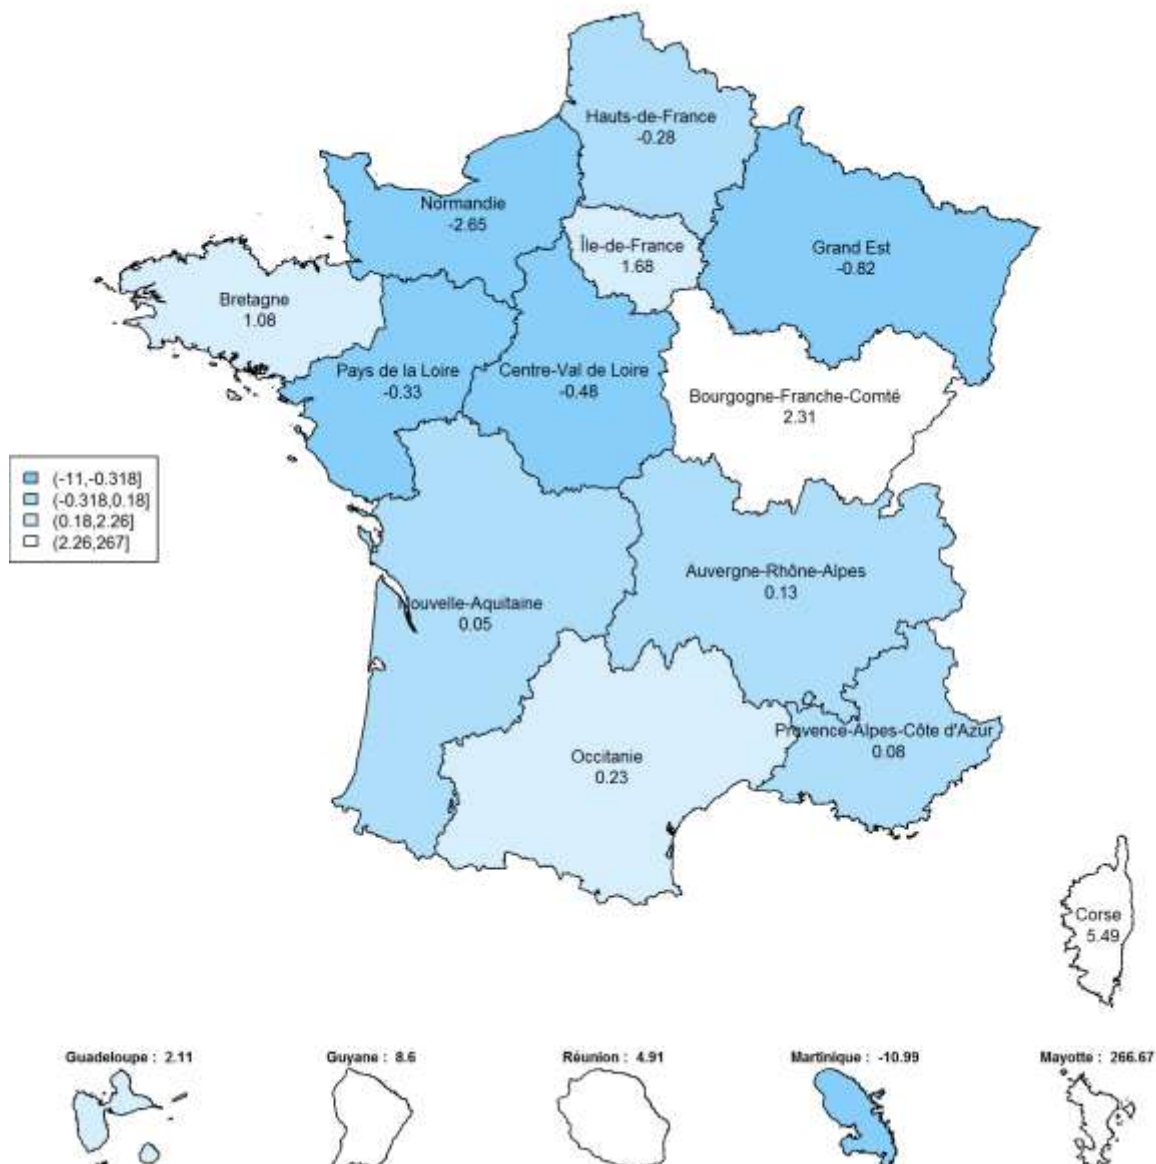 Hauts-de-France
-0.28
Normandie
-2.65
Île-de-France
1.68
Grand Est
-0.82
Bretagne
1.08
Pays de la Loire
-0.33
Centre-Val de Loire
-0.48
Bourgogne-Franche-Comté
2.31
(-11,-0.318]
(-0.318,0.18]
(0.18,2.26]
(2.26,267]
Auvergne-Rhône-Alpes
0.13
Nouvelle-Aquitaine
0.05
Provence-Alpes-Côte d'Azur
0.08
Occitanie
0.23
Corse
5.49
Guadeloupe : 2.11
Guyane : 8.6
Réunion : 4.91
Martinique : -10.99
Mayotte : 266.67